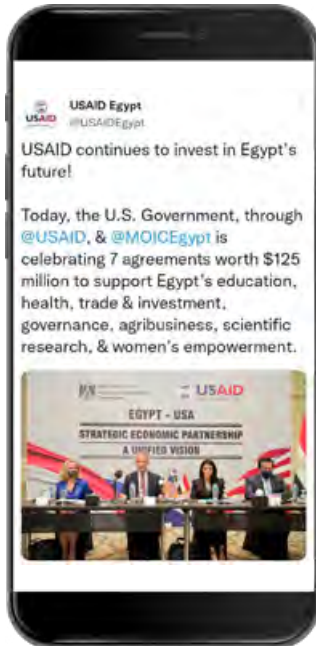 USAID
USAID Egypt
@USAIDEgypt
USAID continues to invest in Egypt's
future!
Today, the U.S. Government, through
@USAID, & @MOICEgypt is
celebrating 7 agreements worth $125
million to support Egypt's education,
health, trade & investment,
governance, agribusiness, scientific
research, & women's empowerment.
USAID
EGYPT - USA
STRATEGIC ECONOMIC PARTNERSHIP
A UNIFIED VISION